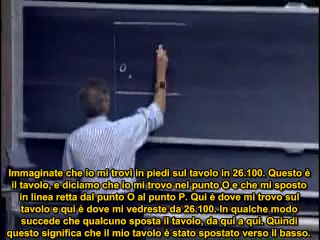 O
Immaginate che io mi trovi in piedi sul tavolo in 26.100. Questo è
il tavolo, e diciamo che io mi trovo nel punto O e che mi sposto
in linea retta dal punto O al punto P. Qui è dove mi trovo sul
tavolo e qui è dove mi vedreste da 26.100. In qualche modo
succede che qualcuno sposta il tavolo, da qui a qui. Quindi
questo significa che il mio tavolo è stato spostato verso il basso.